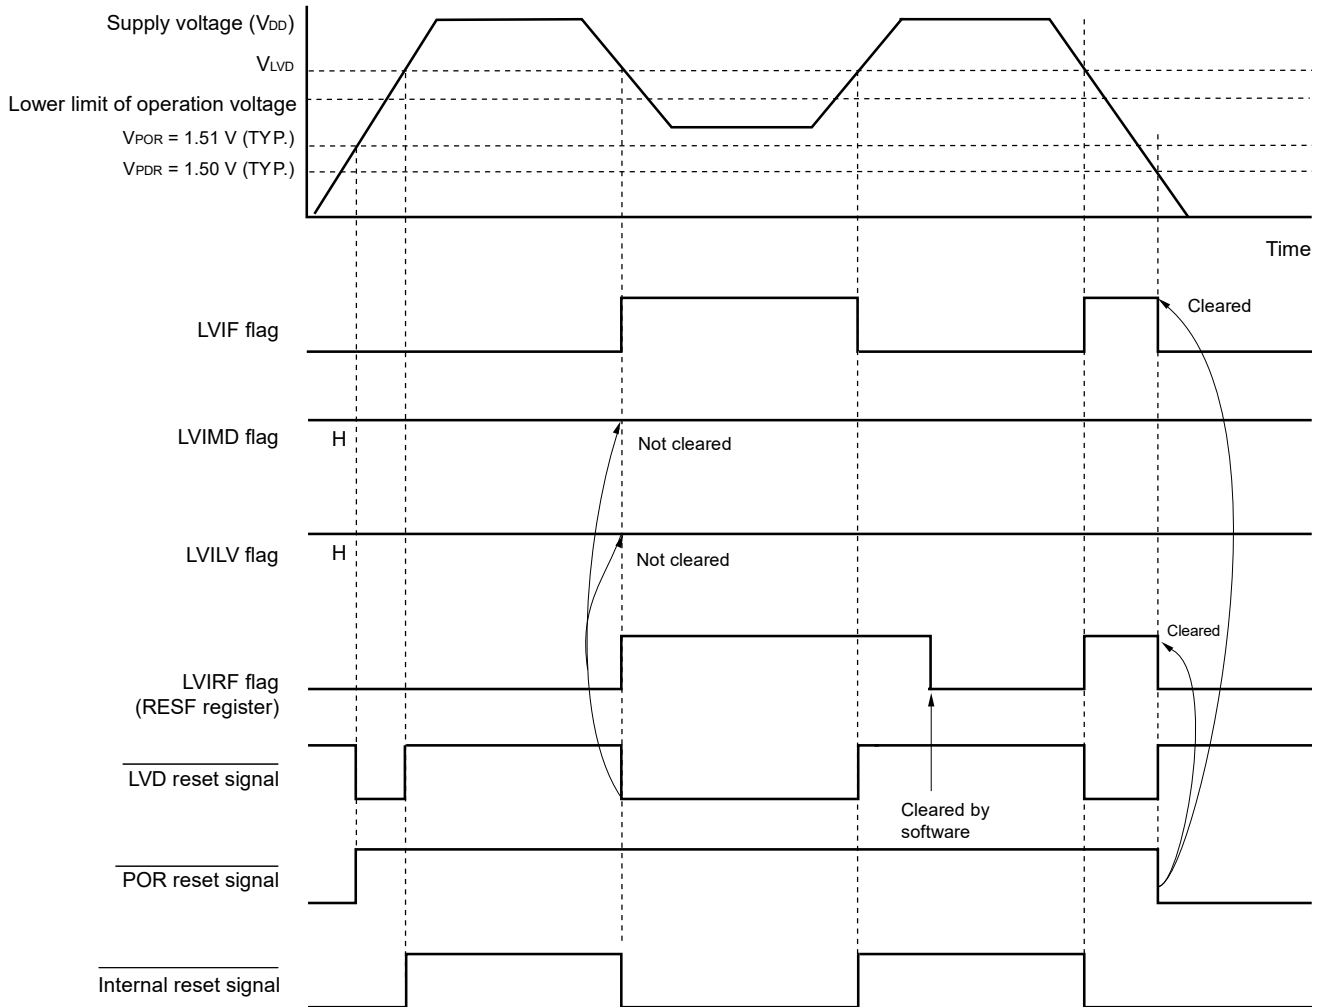 Supply voltage (VDD)
VLVD
Lower limit of operation voltage
VPOR = 1.51 V (TYP.)
VPDR = 1.50 V (TYP.)
Time
LVIF flag
Cleared
LVIMD flag
H
Not cleared
LVILV flag
H
Not cleared
Cleared
LVIRF flag
(RESF register)
LVD reset signal
Cleared by
software
POR reset signal
Internal reset signal